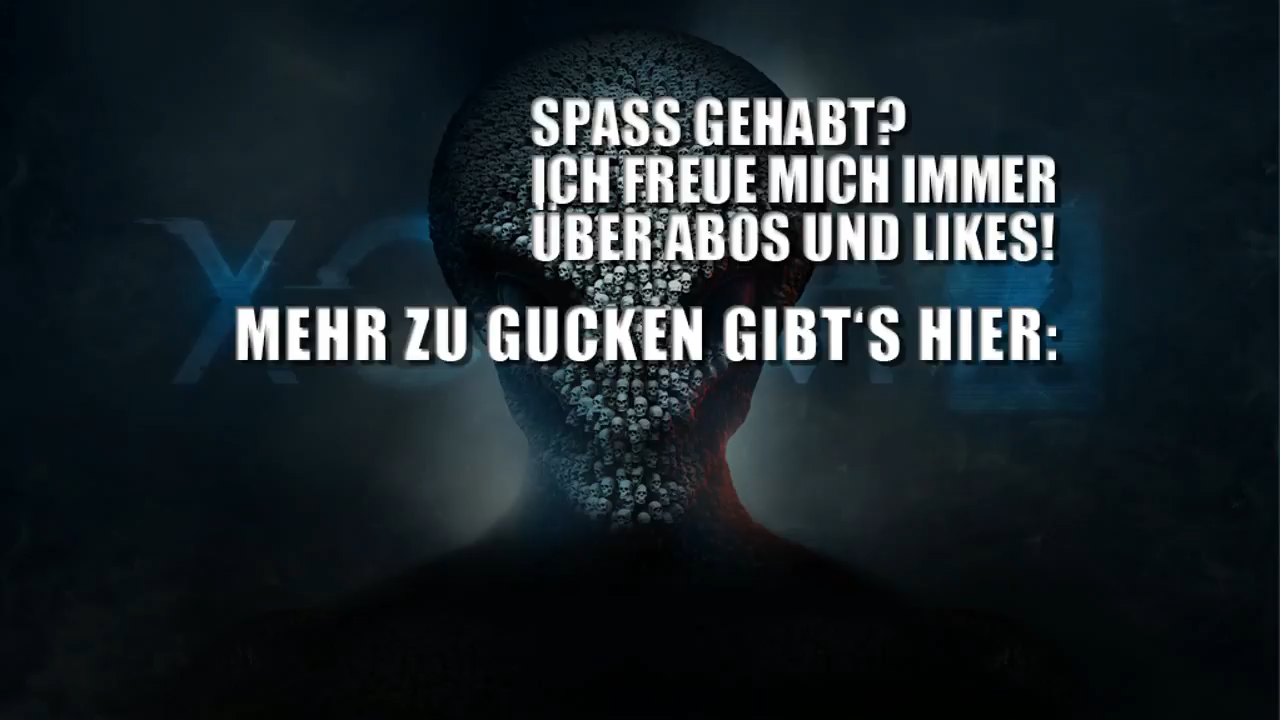 SPASS GEHABT?
ICH FREUE MICH IMMER
ÜBER ABOS UND LIKES!
MEHR ZU GUCKEN GIBT‘S HIER: